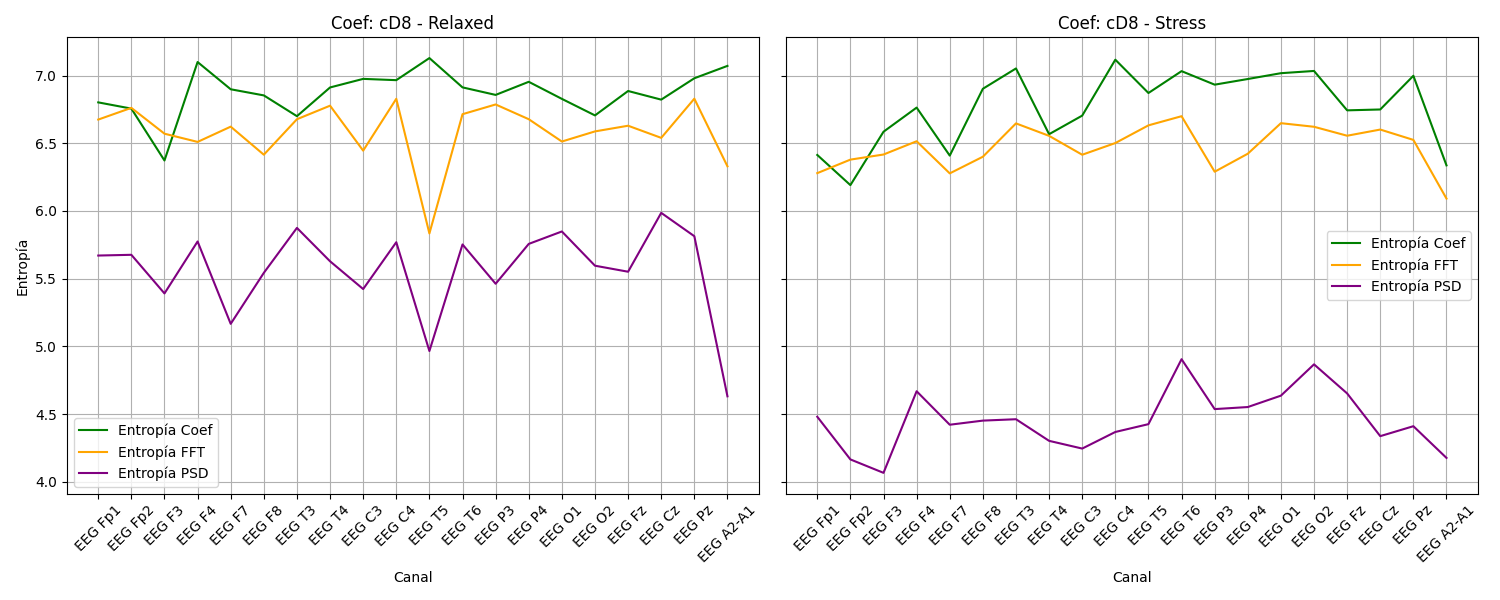 Coef: cD8 - Relaxed
Entropía
7.0
6.5
6.0
5.5
5.0
4.5
4.0
Entropía Coef
Entropía FFT
Entropía PSD
EEG Fp1
EEG Fp2
EEG F3
EEG F4
EEG F7
EEG F8
EEG T3
EEG T4
EEG C3
EEG C4
EEG T5
EEG T6
EEG P3
EEG P4
EEG O1
EEG O2
EEG Fz
EEG Cz
EEG Pz
EEG A2-A1
Canal
Coef: cD8 - Stress
Entropía Coef
Entropía FFT
Entropía PSD
EEG Fp1
EEG Fp2
EEG F3
EEG F4
EEG F7
EEG F8
EEG T3
EEG T4
EEG C3
EEG C4
EEG T5
EEG T6
EEG P3
EEG P4
EEG O1
EEG O2
EEG Fz
EEG Cz
EEG Pz
EEG A2-A1
Canal